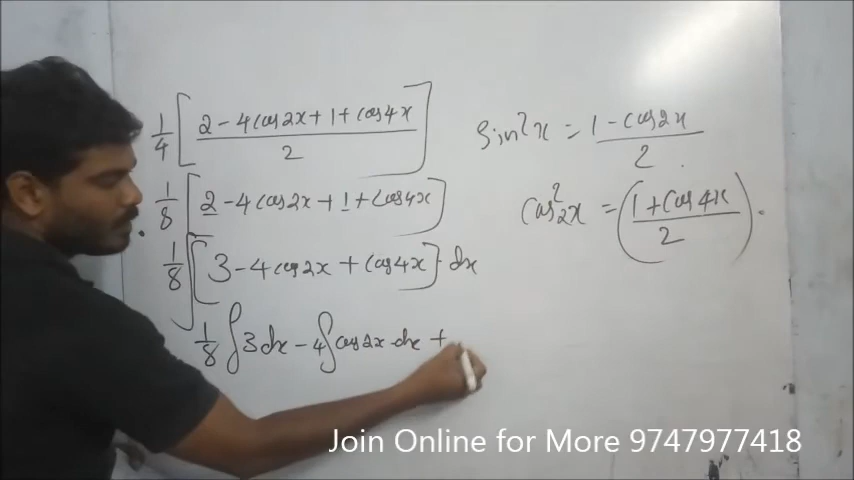 1/4 [ (2 - 4cos2x + 1 + cos4x)/2 ]
1/8 [ 2 - 4cos2x + 1 + cos4x ]
1/8 ∫[ 3 - 4cos2x + cos4x ] dx
1/8 ∫3dx - 4∫cos2x·dx +
Sin²x = (1 - cos2x)/2
Cos²2x = ((1 + cos4x)/2).
Join Online for More 9747977418